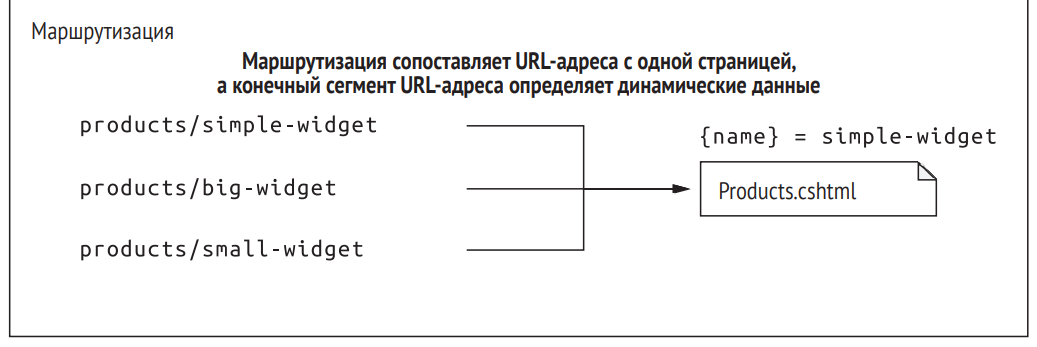 Маршрутизация
Маршрутизация сопоставляет URL-адреса с одной страницей,
а конечный сегмент URL-адреса определяет динамические данные
products/simple-widget
{name} = simple-widget
products/big-widget
Products.cshtml
products/small-widget